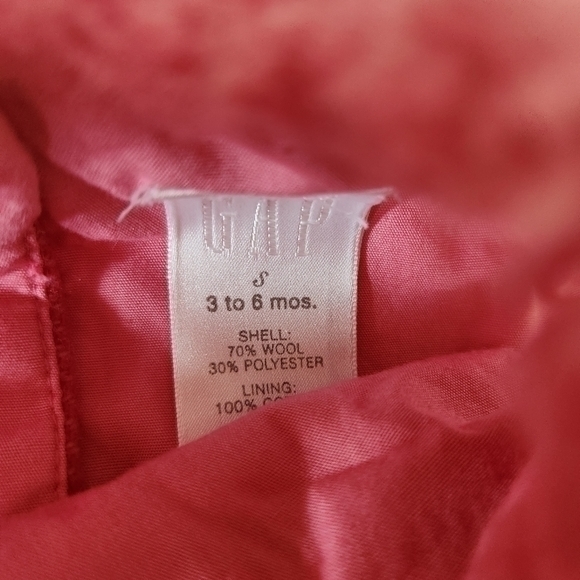 GAP
S
3 to 6 mos.
SHELL:
70% WOOL
30% POLYESTER
LINING:
100%